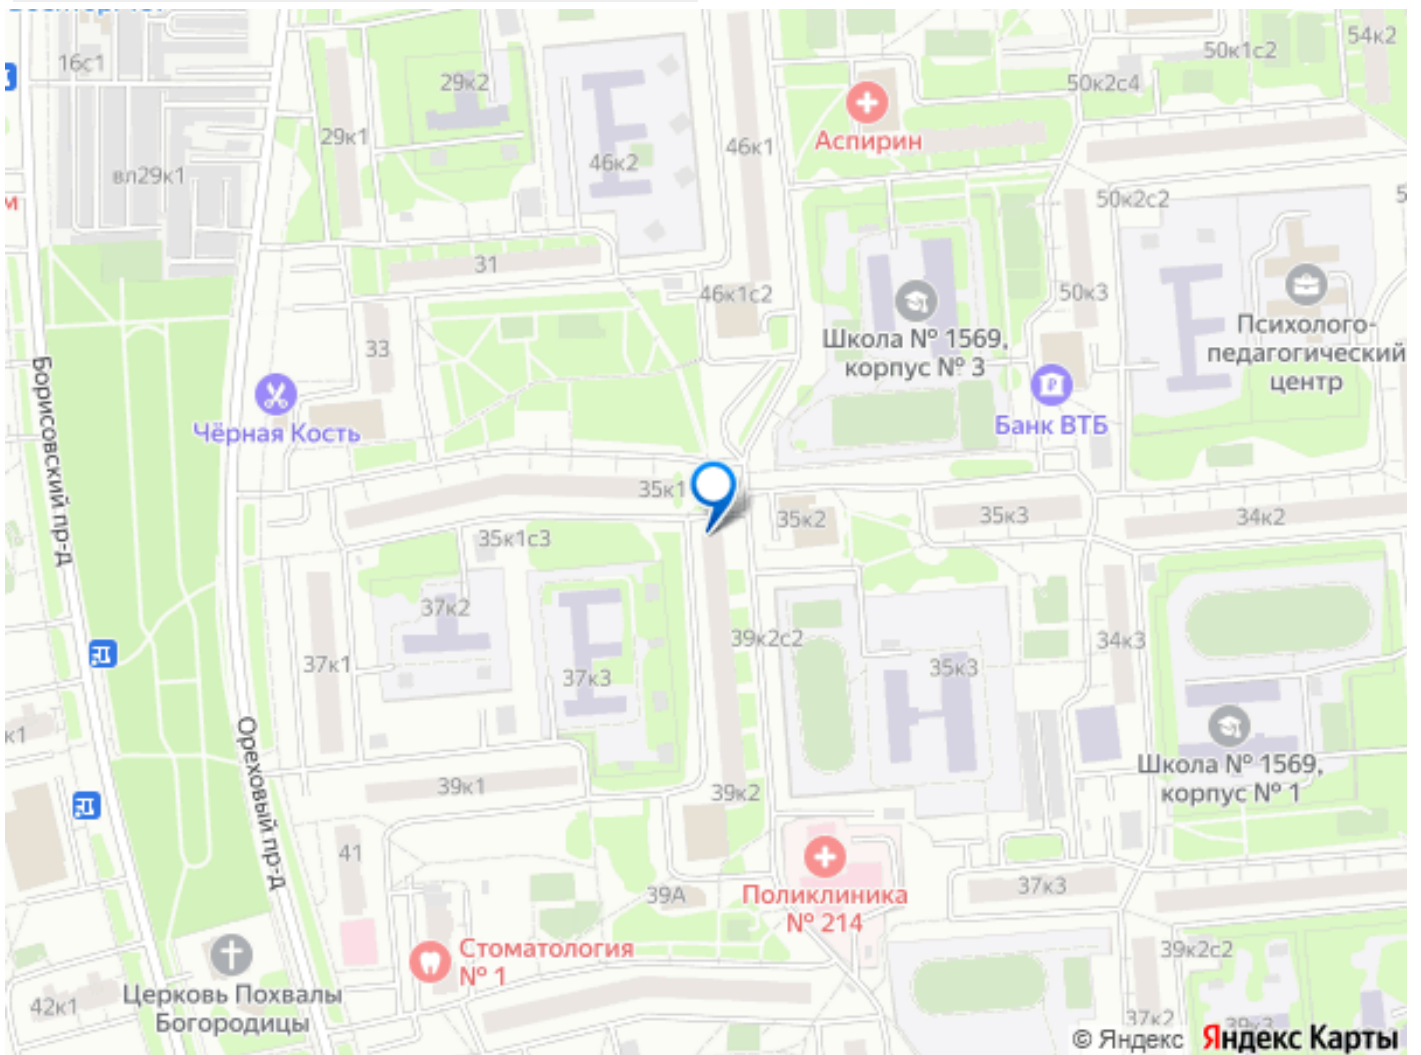 54к2
50к1с2
16с1
29к2
50к2с4
29к1
46к1
Аспирин
46к2
вл29к1
50к2с2
м
31
46к1с2
50к3
33
Школа № 1569,
корпус № 3
Психолого-
педагогический
центр
Борисовский пр-д
Чёрная Кость
Банк ВТБ
35к1
35к2
35к3
34к2
35к1с3
37к2
39к2с2
34к3
37к1
37к3
35к3
к1
Ореховый пр-д
Школа № 1569,
корпус № 1
39к1
39к2
41
Поликлиника
№ 214
39А
37к3
Стоматология
№ 1
39к2с2
Церковь Похвалы
Богородицы
42к1
37к2
39к3
© Яндекс Яндекс Карты